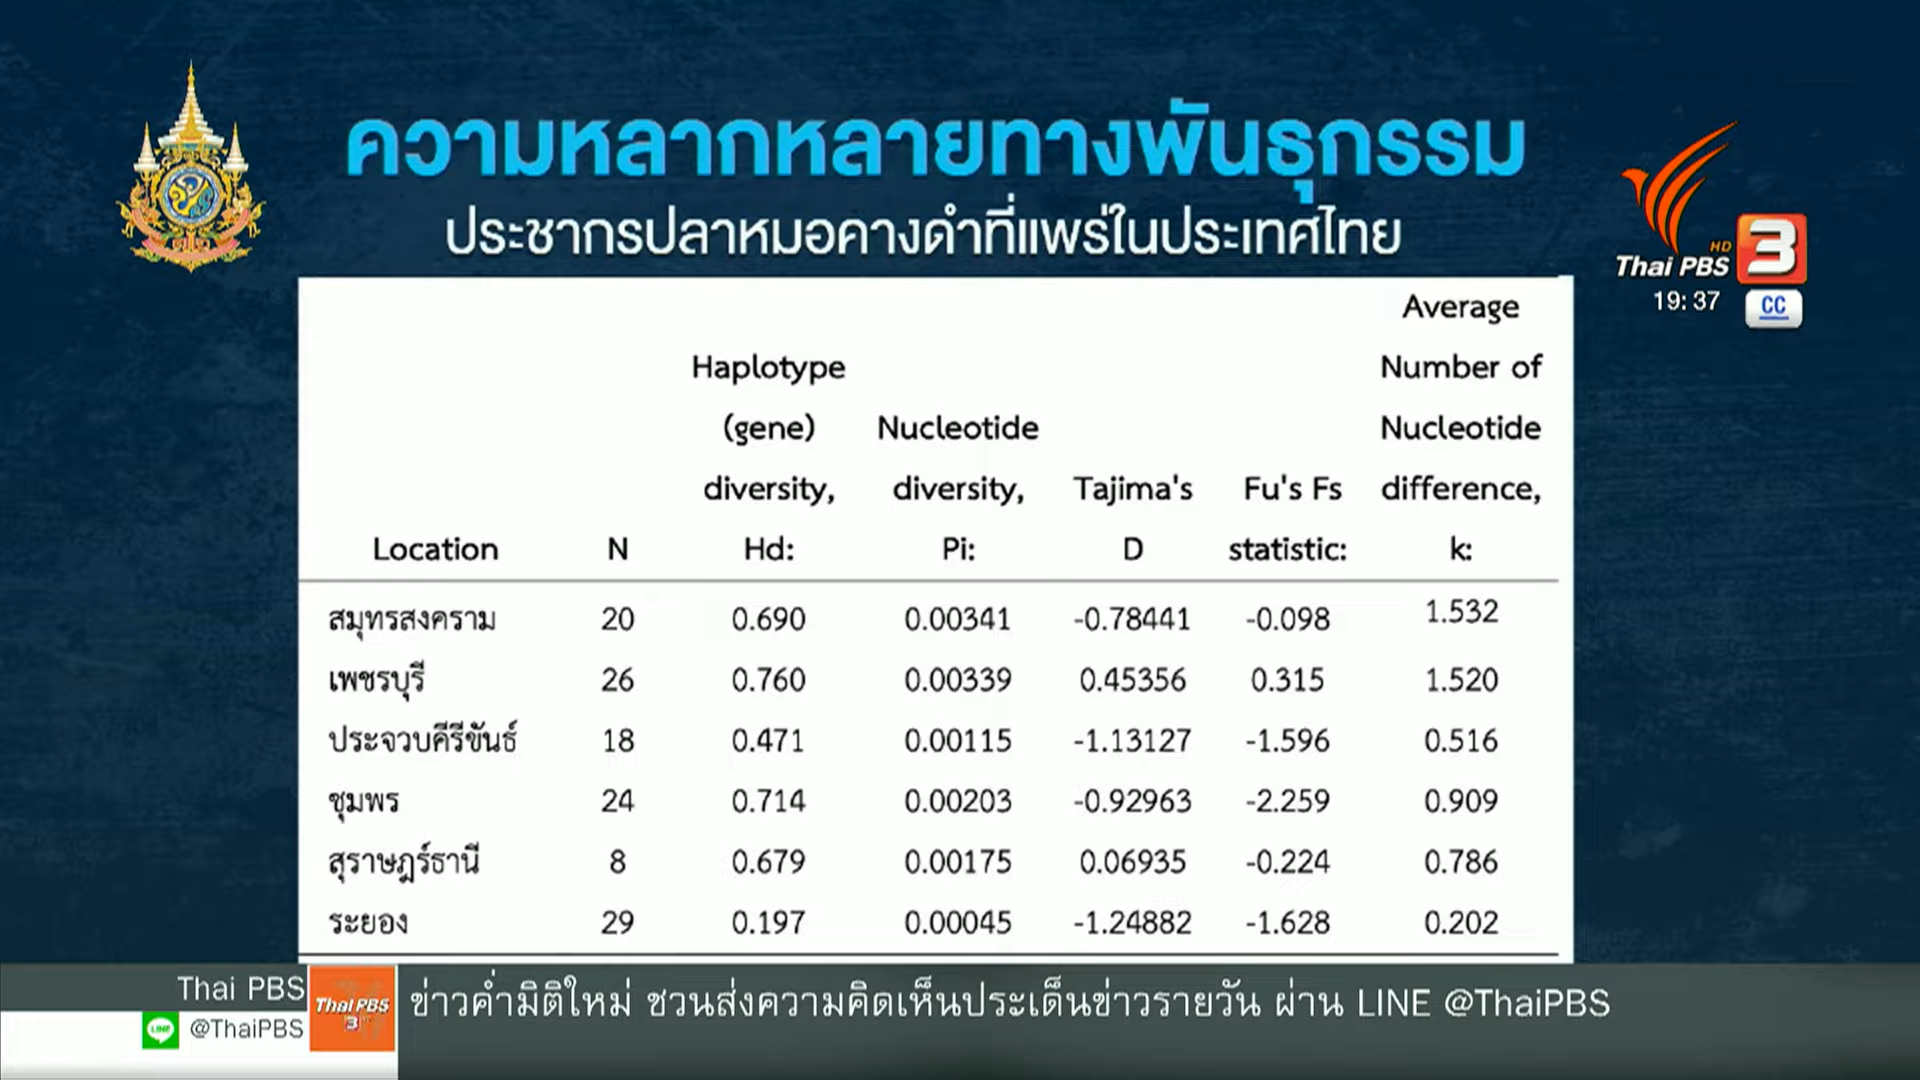 ความหลากหลายทางพันธุกรรม
ประชากรปลาหมอคางดำที่แพร่ในประเทศไทย
HD
Thai PBS 3
19:37
CC
Location N Haplotype (gene) diversity, Hd: Nucleotide diversity, Pi: Tajima's D Fu's Fs statistic: Average Number of Nucleotide difference, k:
สมุทรสงคราม 20 0.690 0.00341 -0.78441 -0.098 1.532
เพชรบุรี 26 0.760 0.00339 0.45356 0.315 1.520
ประจวบคีรีขันธ์ 18 0.471 0.00115 -1.13127 -1.596 0.516
ชุมพร 24 0.714 0.00203 -0.92963 -2.259 0.909
สุราษฎร์ธานี 8 0.679 0.00175 0.06935 -0.224 0.786
ระยอง 29 0.197 0.00045 -1.24882 -1.628 0.202
Thai PBS
LINE @ThaiPBS
Thai PBS
3
ข่าวค่ำมิติใหม่ ชวนส่งความคิดเห็นประเด็นข่าวรายวัน ผ่าน LINE @ThaiPBS